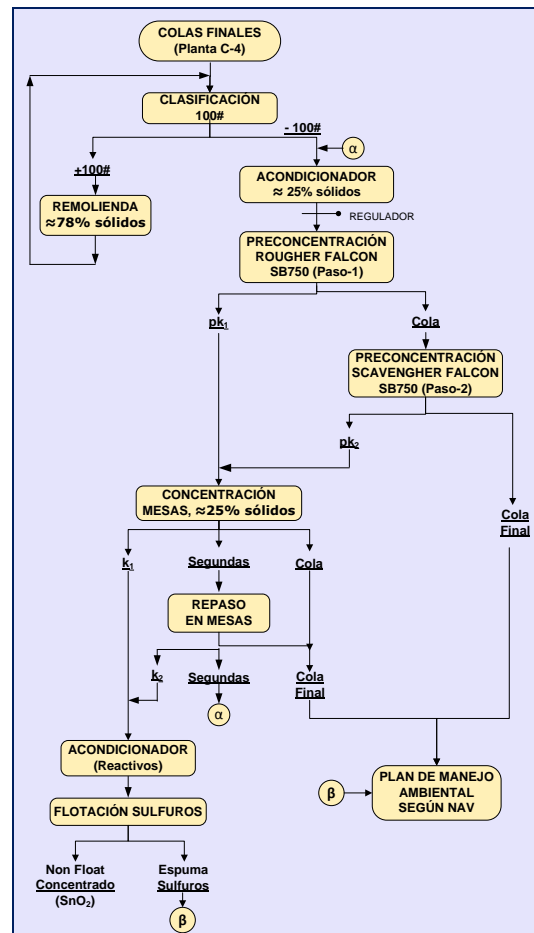 COLAS FINALES
(Planta C-4)
CLASIFICACIÓN
100#
- 100#
α
+100#
ACONDICIONADOR
≈ 25% sólidos
REMOLIENDA
≈78% sólidos
REGULADOR
PRECONCENTRACIÓN
ROUGHER FALCON
SB750 (Paso-1)
pk₁
Cola
PRECONCENTRACIÓN
SCAVENGHER FALCON
SB750 (Paso-2)
pk₂
CONCENTRACIÓN
MESAS, ≈25% sólidos
Cola
Final
k₁
Segundas
Cola
REPASO
EN MESAS
k₂
Segundas
Cola
Final
α
ACONDICIONADOR
(Reactivos)
PLAN DE MANEJO
AMBIENTAL
SEGÚN NAV
β
FLOTACIÓN SULFUROS
Non Float
Concentrado
(SnO₂)
Espuma
Sulfuros
β